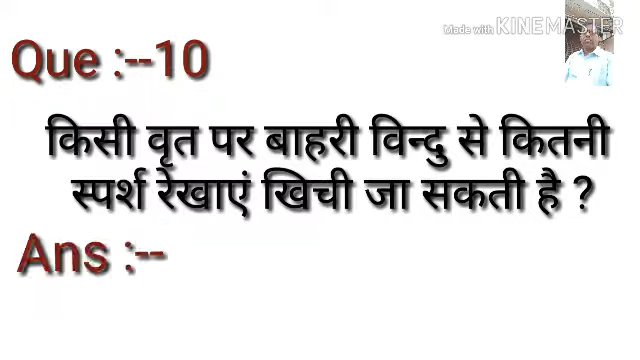 Made with KINEMASTER
Que :--10
किसी वृत पर बाहरी विन्दु से कितनी
स्पर्श रेखाएं खिची जा सकती है ?
Ans :--